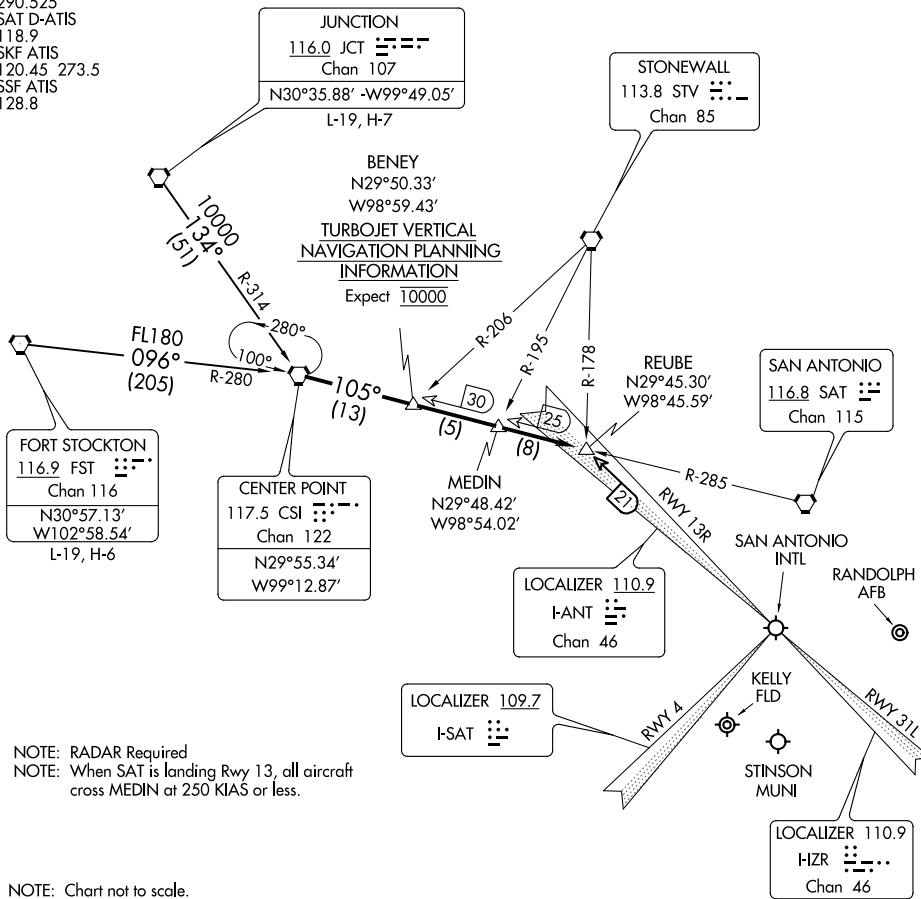 290.525
SAT D-ATIS
118.9
SKF ATIS
120.45 273.5
SSF ATIS
128.8
JUNCTION
116.0 JCT
Chan 107
N30°35.88' -W99°49.05'
L-19, H-7
STONEWALL
113.8 STV
Chan 85
BENEY
N29°50.33'
W98°59.43'
TURBOJET VERTICAL
NAVIGATION PLANNING
INFORMATION
Expect 10000
10000
134°
(51)
R-314
FL180
096°
(205)
R-280
280°
100°
105°
(13)
R-206
R-195
R-178
30
(5)
25
(8)
REUBE
N29°45.30'
W98°45.59'
SAN ANTONIO
116.8 SAT
Chan 115
R-285
21
RWY 13R
FORT STOCKTON
116.9 FST
Chan 116
N30°57.13'
W102°58.54'
L-19, H-6
CENTER POINT
117.5 CSI
Chan 122
N29°55.34'
W99°12.87'
MEDIN
N29°48.42'
W98°54.02'
LOCALIZER 110.9
I-ANT
Chan 46
SAN ANTONIO
INTL
RANDOLPH
AFB
LOCALIZER 109.7
I-SAT
RWY 4
KELLY
FLD
RWY 31L
STINSON
MUNI
LOCALIZER 110.9
I-IZR
Chan 46
NOTE: RADAR Required
NOTE: When SAT is landing Rwy 13, all aircraft
cross MEDIN at 250 KIAS or less.
NOTE: Chart not to scale.